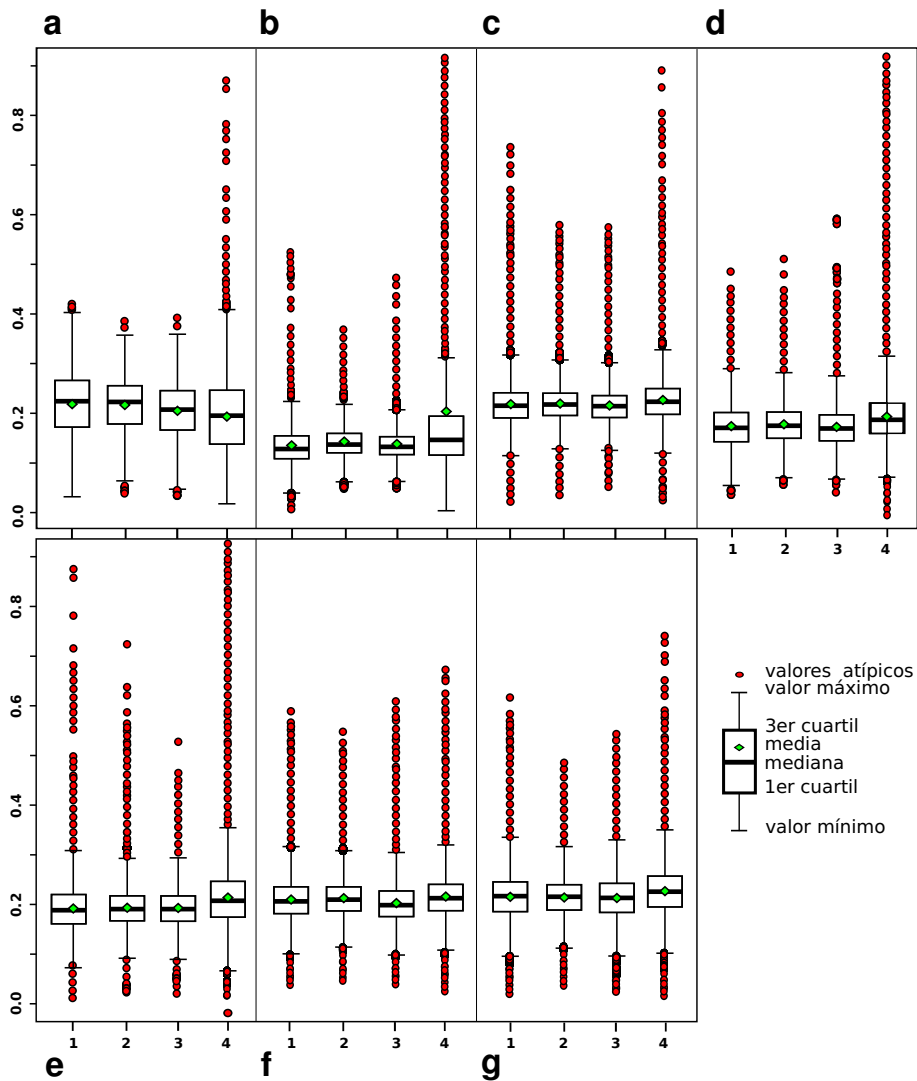 a b c d
0.8
0.6
0.4
0.2
0.0
1 2 3 4
0.8
0.6
0.4
0.2
0.0
valores atípicos
valor máximo
3er cuartil
media
mediana
1er cuartil
valor mínimo
1 2 3 4 1 2 3 4 1 2 3 4
e f g